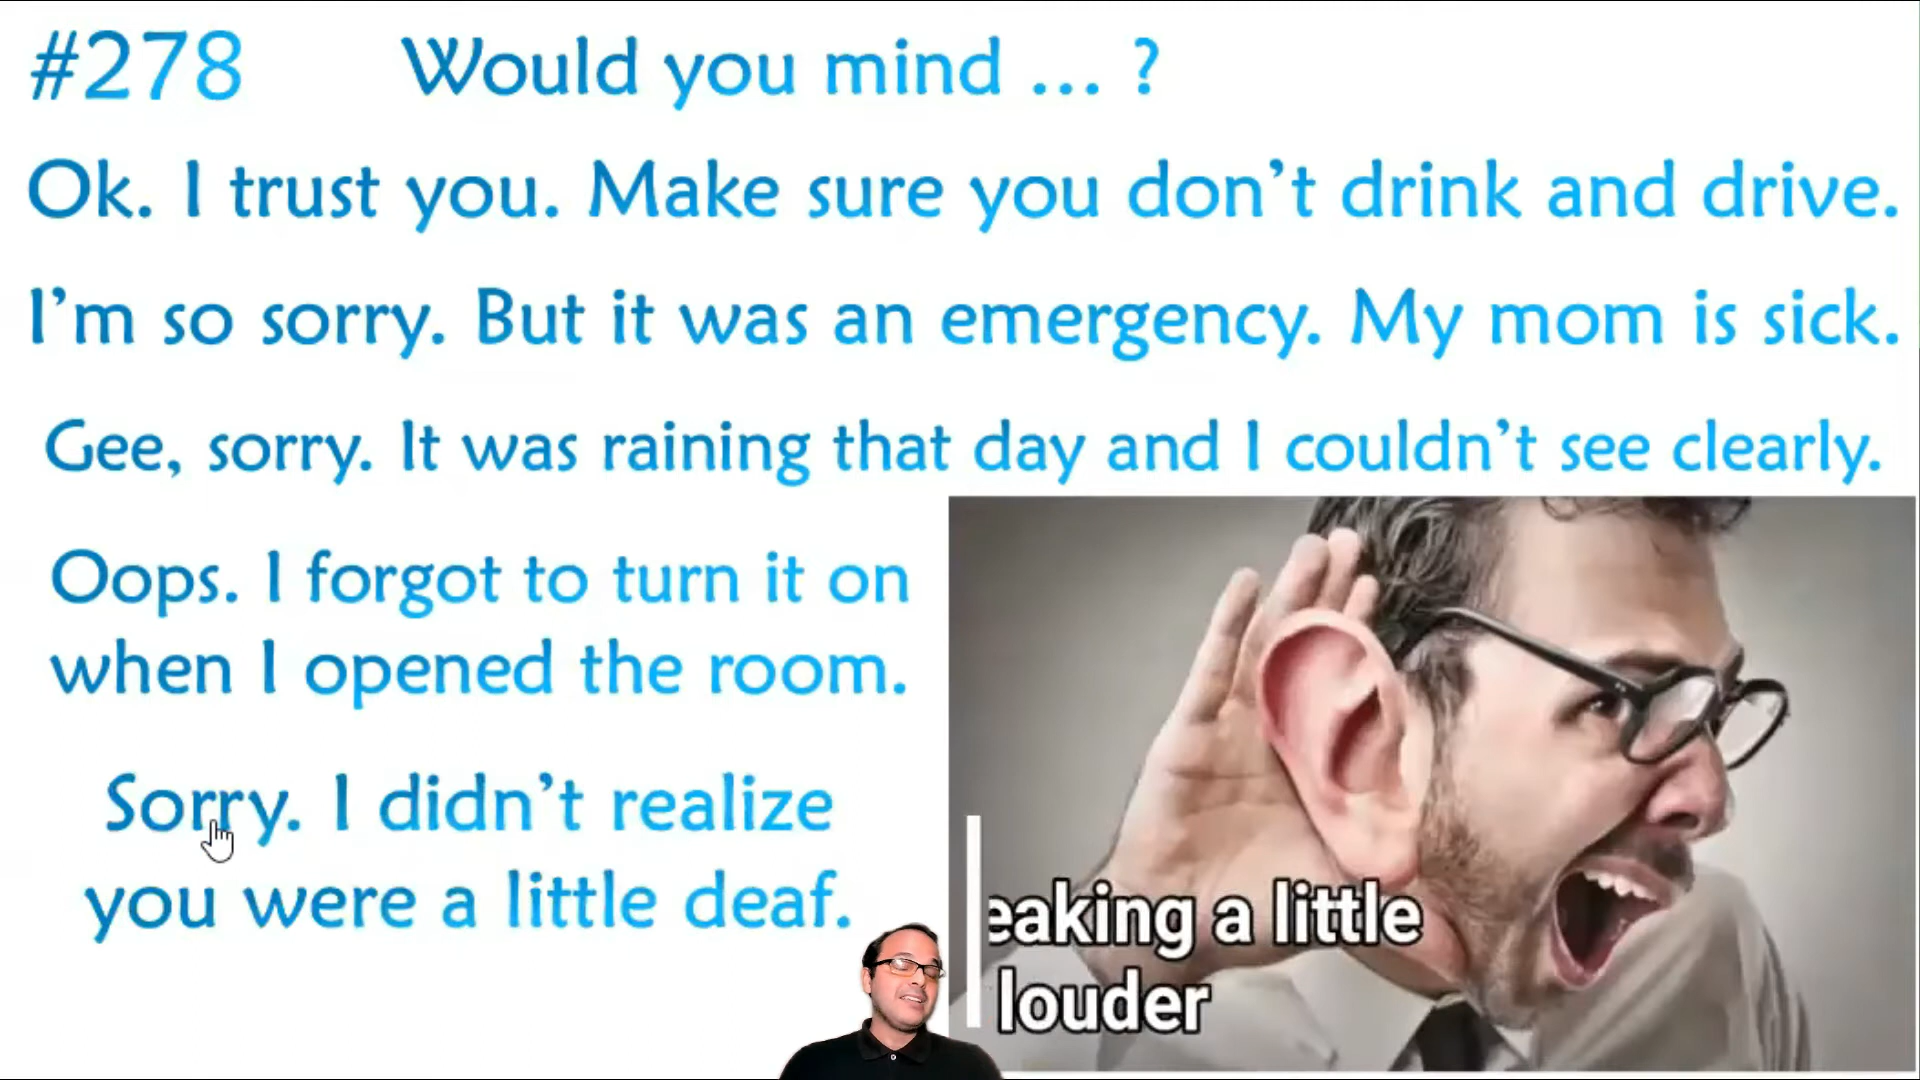 #278 Would you mind ... ?
Ok. I trust you. Make sure you don't drink and drive.
I'm so sorry. But it was an emergency. My mom is sick.
Gee, sorry. It was raining that day and I couldn't see clearly.
Oops. I forgot to turn it on
when I opened the room.
Sorry. I didn't realize
you were a little deaf.
eaking a little
louder